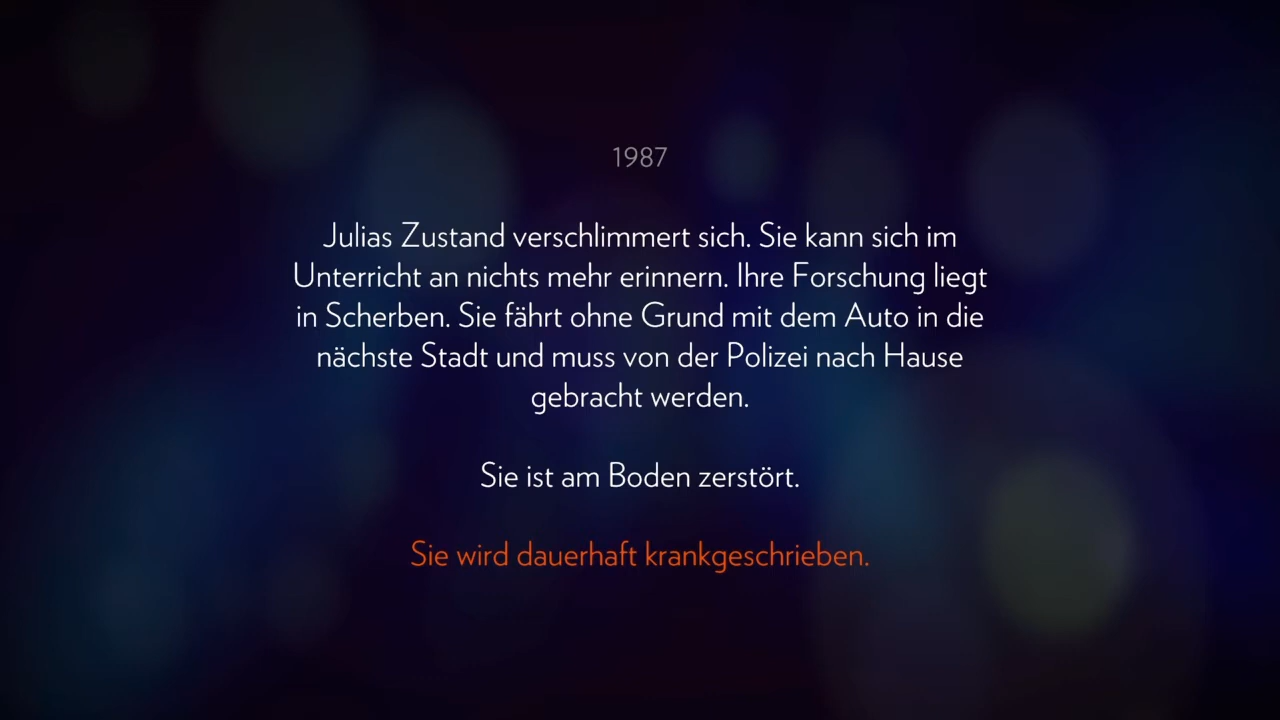 1987
Julias Zustand verschlimmert sich. Sie kann sich im
Unterricht an nichts mehr erinnern. Ihre Forschung liegt
in Scherben. Sie fährt ohne Grund mit dem Auto in die
nächste Stadt und muss von der Polizei nach Hause
gebracht werden.
Sie ist am Boden zerstört.
Sie wird dauerhaft krankgeschrieben.